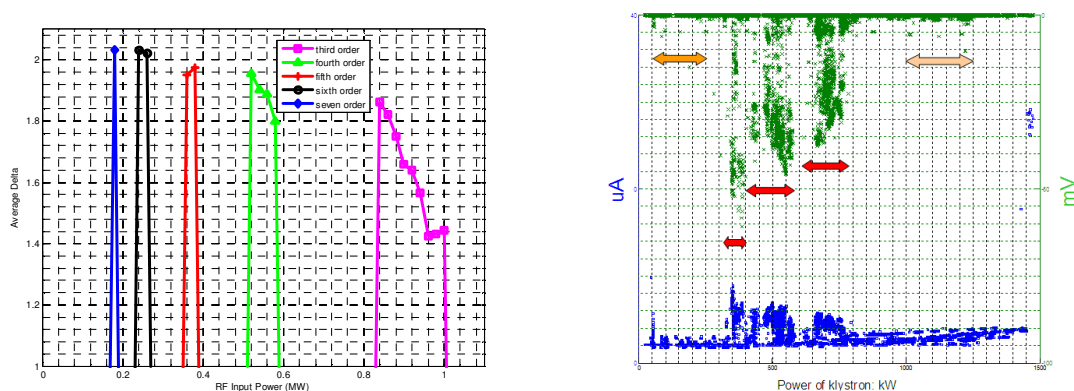 2
1.8
1.6
1.4
1.2
1
0
0.2
0.4
0.6
0.8
1
Average Delta
RF Input Power (MW)
third order
fourth order
fifth order
sixth order
seven order
40
0
uA
mV
0
500
1000
1500
-100
Power of klystron: kW